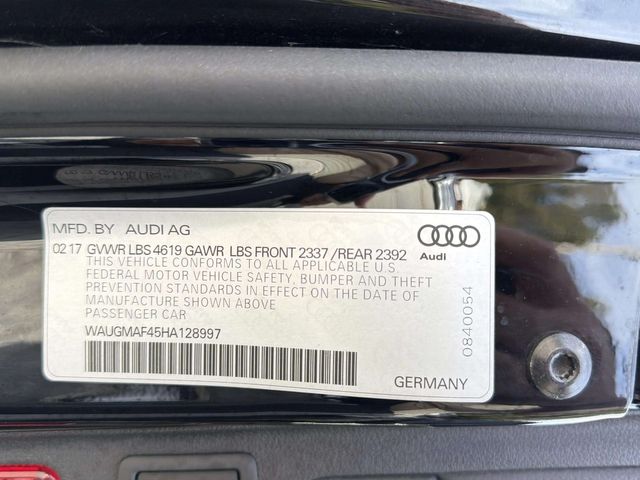 MFD. BY AUDI AG
02 17 GVWR LBS 4619 GAWR LBS FRONT 2337 /REAR 2392
THIS VEHICLE CONFORMS TO ALL APPLICABLE U.S.
FEDERAL MOTOR VEHICLE SAFETY, BUMPER AND THEFT
PREVENTION STANDARDS IN EFFECT ON THE DATE OF
MANUFACTURE SHOWN ABOVE
PASSENGER CAR
WAUGMAF45HA128997
GERMANY
Audi
0840054